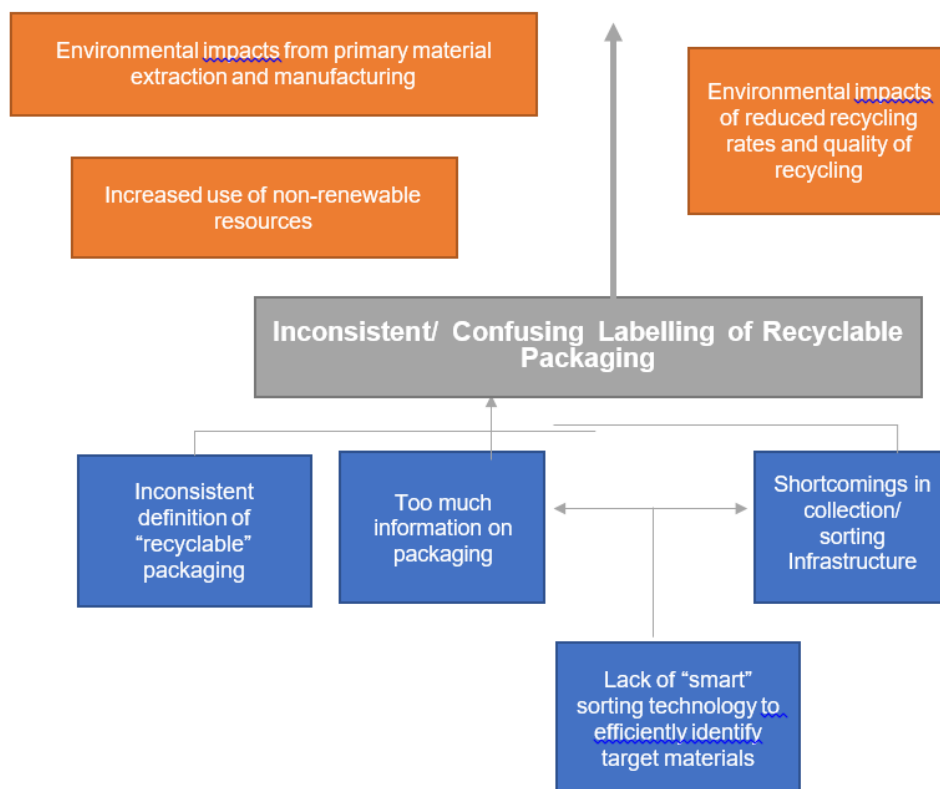 Environmental impacts from primary material
extraction and manufacturing
Environmental impacts
of reduced recycling
rates and quality of
recycling
Increased use of non-renewable
resources
Inconsistent/ Confusing Labelling of Recyclable
Packaging
Inconsistent
definition of
“recyclable”
packaging
Too much
information on
packaging
Shortcomings in
collection/
sorting
Infrastructure
Lack of “smart”
sorting technology to
efficiently identify
target materials